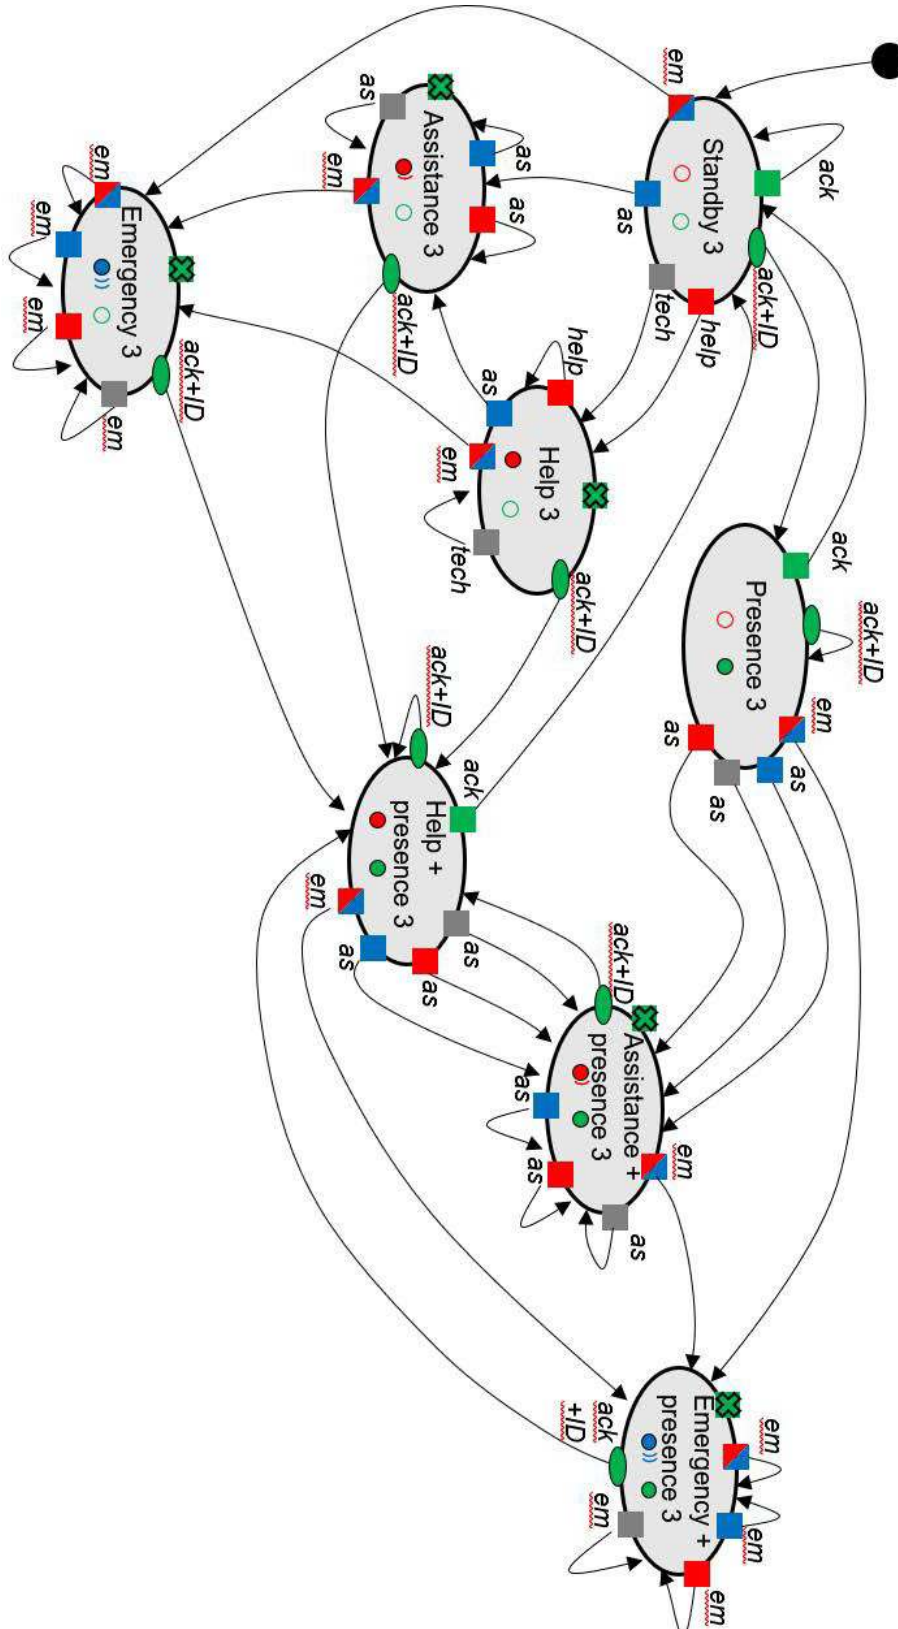 ack
Standby 3
em
as
ack+ID
tech
help
as
as
Assistance 3
as
em
ack+ID
em
Emergency 3
em
em
em
ack+ID
help
Help 3
as
em
tech
ack+ID
ack
ack+ID
Presence 3
em
as
as
as
ack+ID
ack
Help +
presence 3
em
as
as
as
ack+ID
Assistance +
presence 3
em
as
as
as
em
em
Emergency +
presence 3
em
ack
+ID
em